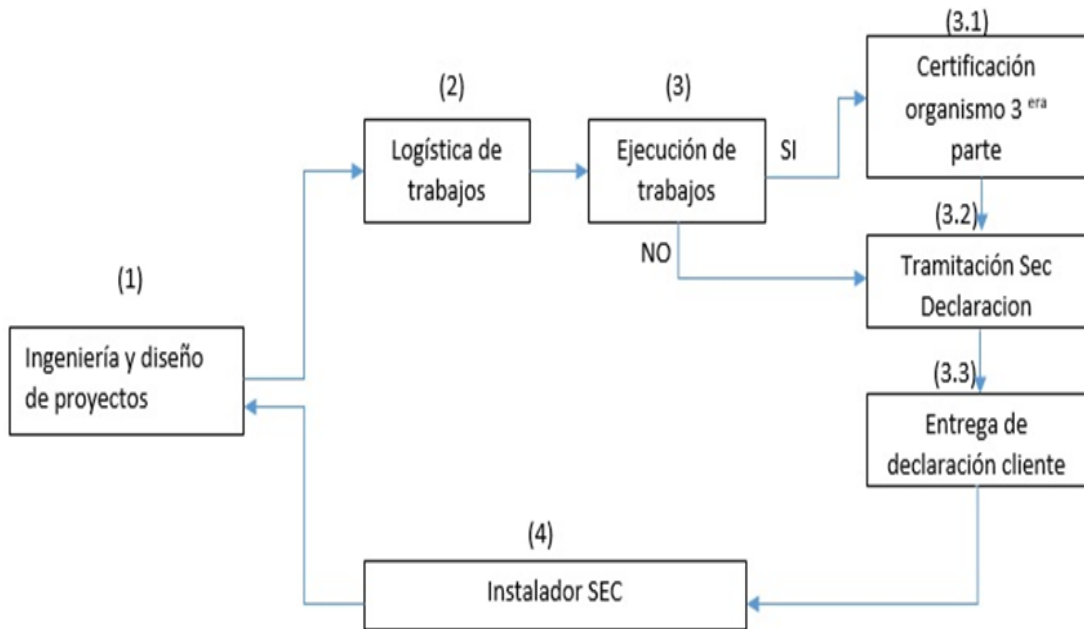 (1)
Ingeniería y diseño
de proyectos
(2)
Logística de
trabajos
(3)
Ejecución de
trabajos
SI
NO
(3.1)
Certificación
organismo 3 era
parte
(3.2)
Tramitación Sec
Declaracion
(3.3)
Entrega de
declaración cliente
(4)
Instalador SEC